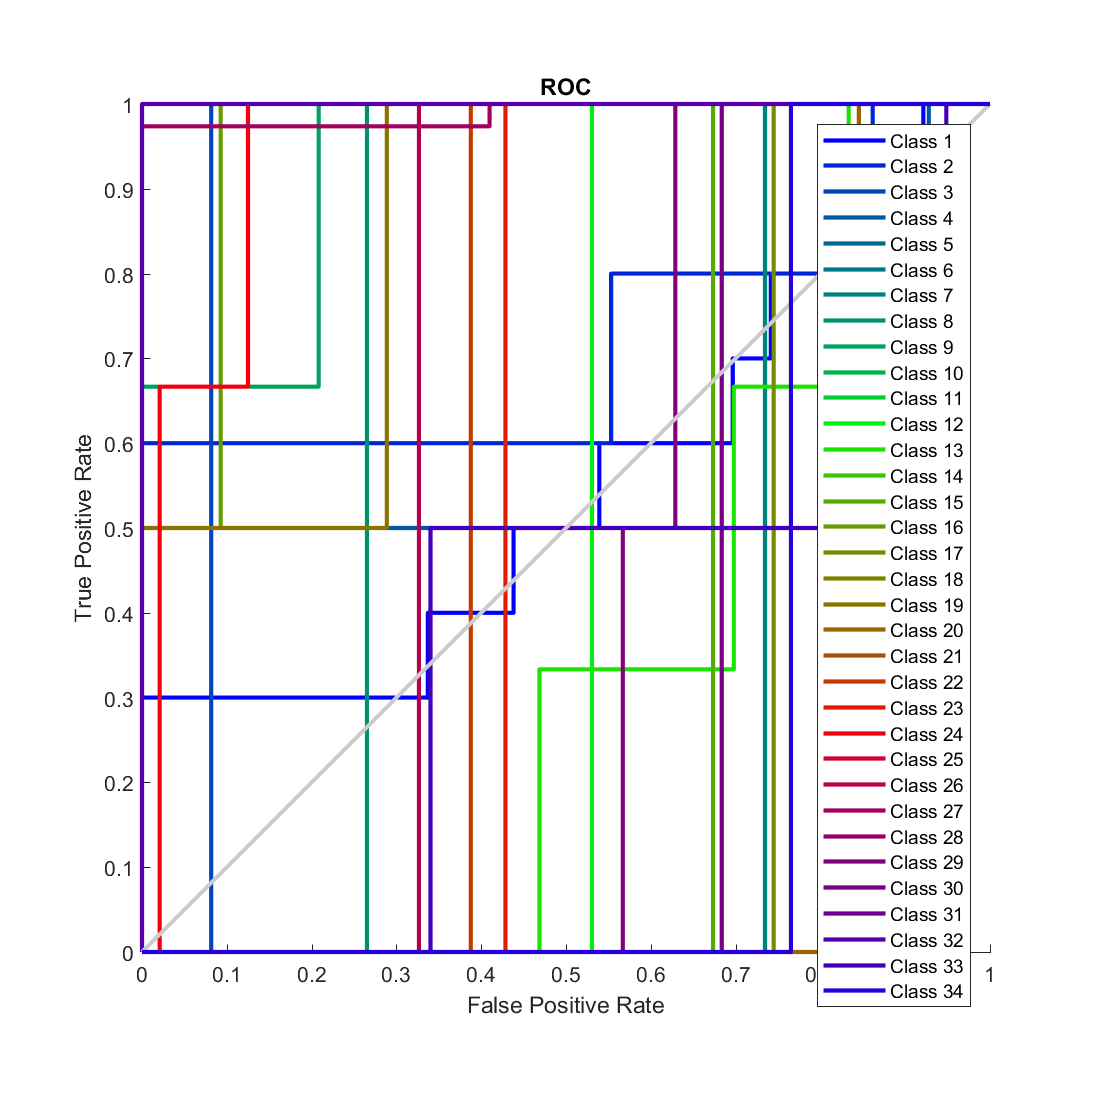 ROC
True Positive Rate
1
0.9
0.8
0.7
0.6
0.5
0.4
0.3
0.2
0.1
0
0 0.1 0.2 0.3 0.4 0.5 0.6 0.7 0 1
False Positive Rate
Class 1
Class 2
Class 3
Class 4
Class 5
Class 6
Class 7
Class 8
Class 9
Class 10
Class 11
Class 12
Class 13
Class 14
Class 15
Class 16
Class 17
Class 18
Class 19
Class 20
Class 21
Class 22
Class 23
Class 24
Class 25
Class 26
Class 27
Class 28
Class 29
Class 30
Class 31
Class 32
Class 33
Class 34